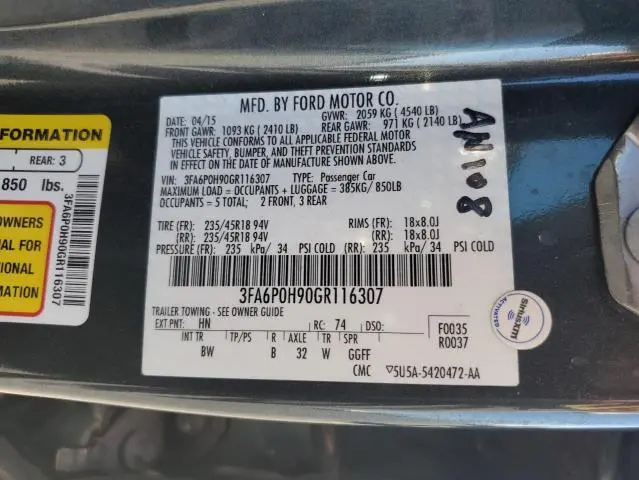 FORMATION
REAR: 3
850 lbs.
OWNERS
AL FOR
TIONAL
RMATION
3FA6P0H90GR116307
MFD. BY FORD MOTOR CO.
DATE: 04/15 GVWR: 2059 KG ( 4540 LB)
FRONT GAWR: 1093 KG ( 2410 LB) REAR GAWR: 971 KG ( 2140 LB)
THIS VEHICLE CONFORMS TO ALL APPLICABLE FEDERAL MOTOR
VEHICLE SAFETY, BUMPER, AND THEFT PREVENTION STANDARDS
IN EFFECT ON THE DATE OF MANUFACTURE SHOWN ABOVE.
VIN: 3FA6P0H90GR116307 TYPE: Passenger Car
MAXIMUM LOAD = OCCUPANTS + LUGGAGE = 385KG/ 850LB
OCCUPANTS = 5 TOTAL; 2 FRONT, 3 REAR
TIRE (FR): 235/45R18 94V RIMS (FR): 18x8.0J
(RR): 235/45R18 94V (RR): 18x8.0J
PRESSURE (FR): 235 kPa/ 34 PSI COLD (RR): 235 kPa/ 34 PSI COLD
3FA6P0H90GR116307
TRAILER TOWING - SEE OWNER GUIDE
EXT PNT: HN RC: 74 DSO: F0035
R0037
INT TR TP/PS R AXLE TR SPR
BW B 32 W GGFF
CMC ▽5U5A-5420472-AA
AN108
ACTIVATED
SiriusXM